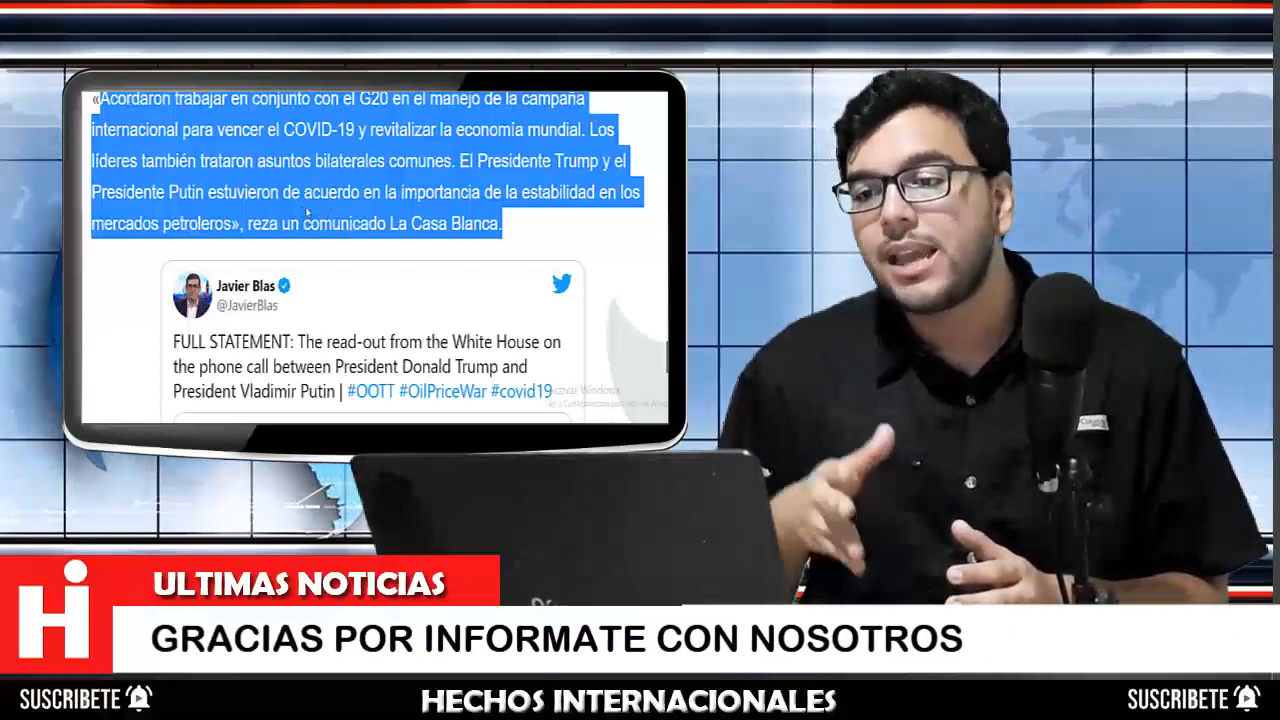 «Acordaron trabajar en conjunto con el G20 en el manejo de la campaña
internacional para vencer el COVID-19 y revitalizar la economía mundial. Los
líderes también trataron asuntos bilaterales comunes. El Presidente Trump y el
Presidente Putin estuvieron de acuerdo en la importancia de la estabilidad en los
mercados petroleros», reza un comunicado La Casa Blanca.
Javier Blas
@JavierBlas
FULL STATEMENT: The read-out from the White House on
the phone call between President Donald Trump and
President Vladimir Putin | #OOTT #OilPriceWar #covid19
Activar Windows
Columbia
Hi
ULTIMAS NOTICIAS
GRACIAS POR INFORMATE CON NOSOTROS
SUSCRIBETE
HECHOS INTERNACIONALES
SUSCRIBETE